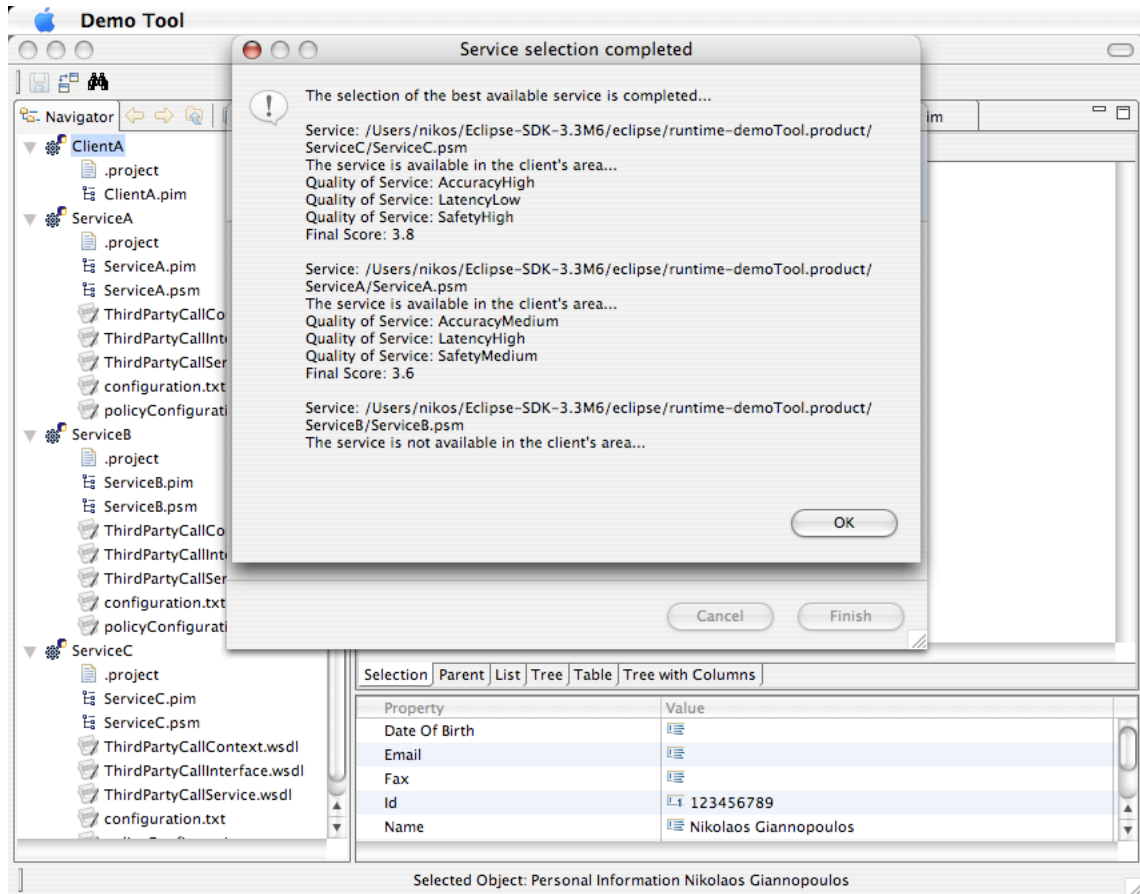 Demo Tool
Service selection completed
The selection of the best available service is completed...
Service: /Users/nikos/Eclipse-SDK-3.3M6/eclipse/runtime-demoTool.product/
ServiceC/ServiceC.psm
The service is available in the client's area...
Quality of Service: AccuracyHigh
Quality of Service: LatencyLow
Quality of Service: SafetyHigh
Final Score: 3.8
Service: /Users/nikos/Eclipse-SDK-3.3M6/eclipse/runtime-demoTool.product/
ServiceA/ServiceA.psm
The service is available in the client's area...
Quality of Service: AccuracyMedium
Quality of Service: LatencyHigh
Quality of Service: SafetyMedium
Final Score: 3.6
Service: /Users/nikos/Eclipse-SDK-3.3M6/eclipse/runtime-demoTool.product/
ServiceB/ServiceB.psm
The service is not available in the client's area...
OK
Cancel Finish
im
Navigator
ClientA
.project
ClientA.pim
ServiceA
.project
ServiceA.pim
ServiceA.psm
ThirdPartyCallCo
ThirdPartyCallInt
ThirdPartyCallSer
configuration.txt
policyConfigurati
ServiceB
.project
ServiceB.pim
ServiceB.psm
ThirdPartyCallCo
ThirdPartyCallInt
ThirdPartyCallSer
configuration.txt
policyConfigurati
ServiceC
.project
ServiceC.pim
ServiceC.psm
ThirdPartyCallContext.wsdl
ThirdPartyCallInterface.wsdl
ThirdPartyCallService.wsdl
configuration.txt
Selection Parent List Tree Table Tree with Columns
Property Value
Date Of Birth
Email
Fax
Id 123456789
Name Nikolaos Giannopoulos
Selected Object: Personal Information Nikolaos Giannopoulos